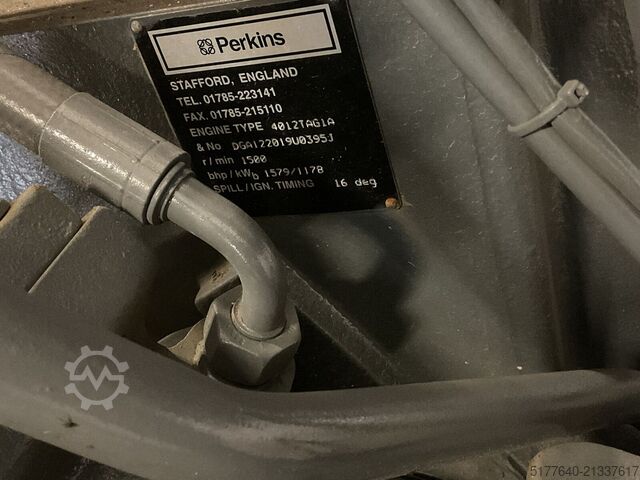 Perkins
STAFFORD, ENGLAND
TEL. 01785-223141
FAX. 01785-215110
ENGINE TYPE 4012TAG1A
& No DGA122019U0395J
r/min 1500
bhp/kWb 1579/1178
SPILL/IGN. TIMING 16 deg
5177640-21337617